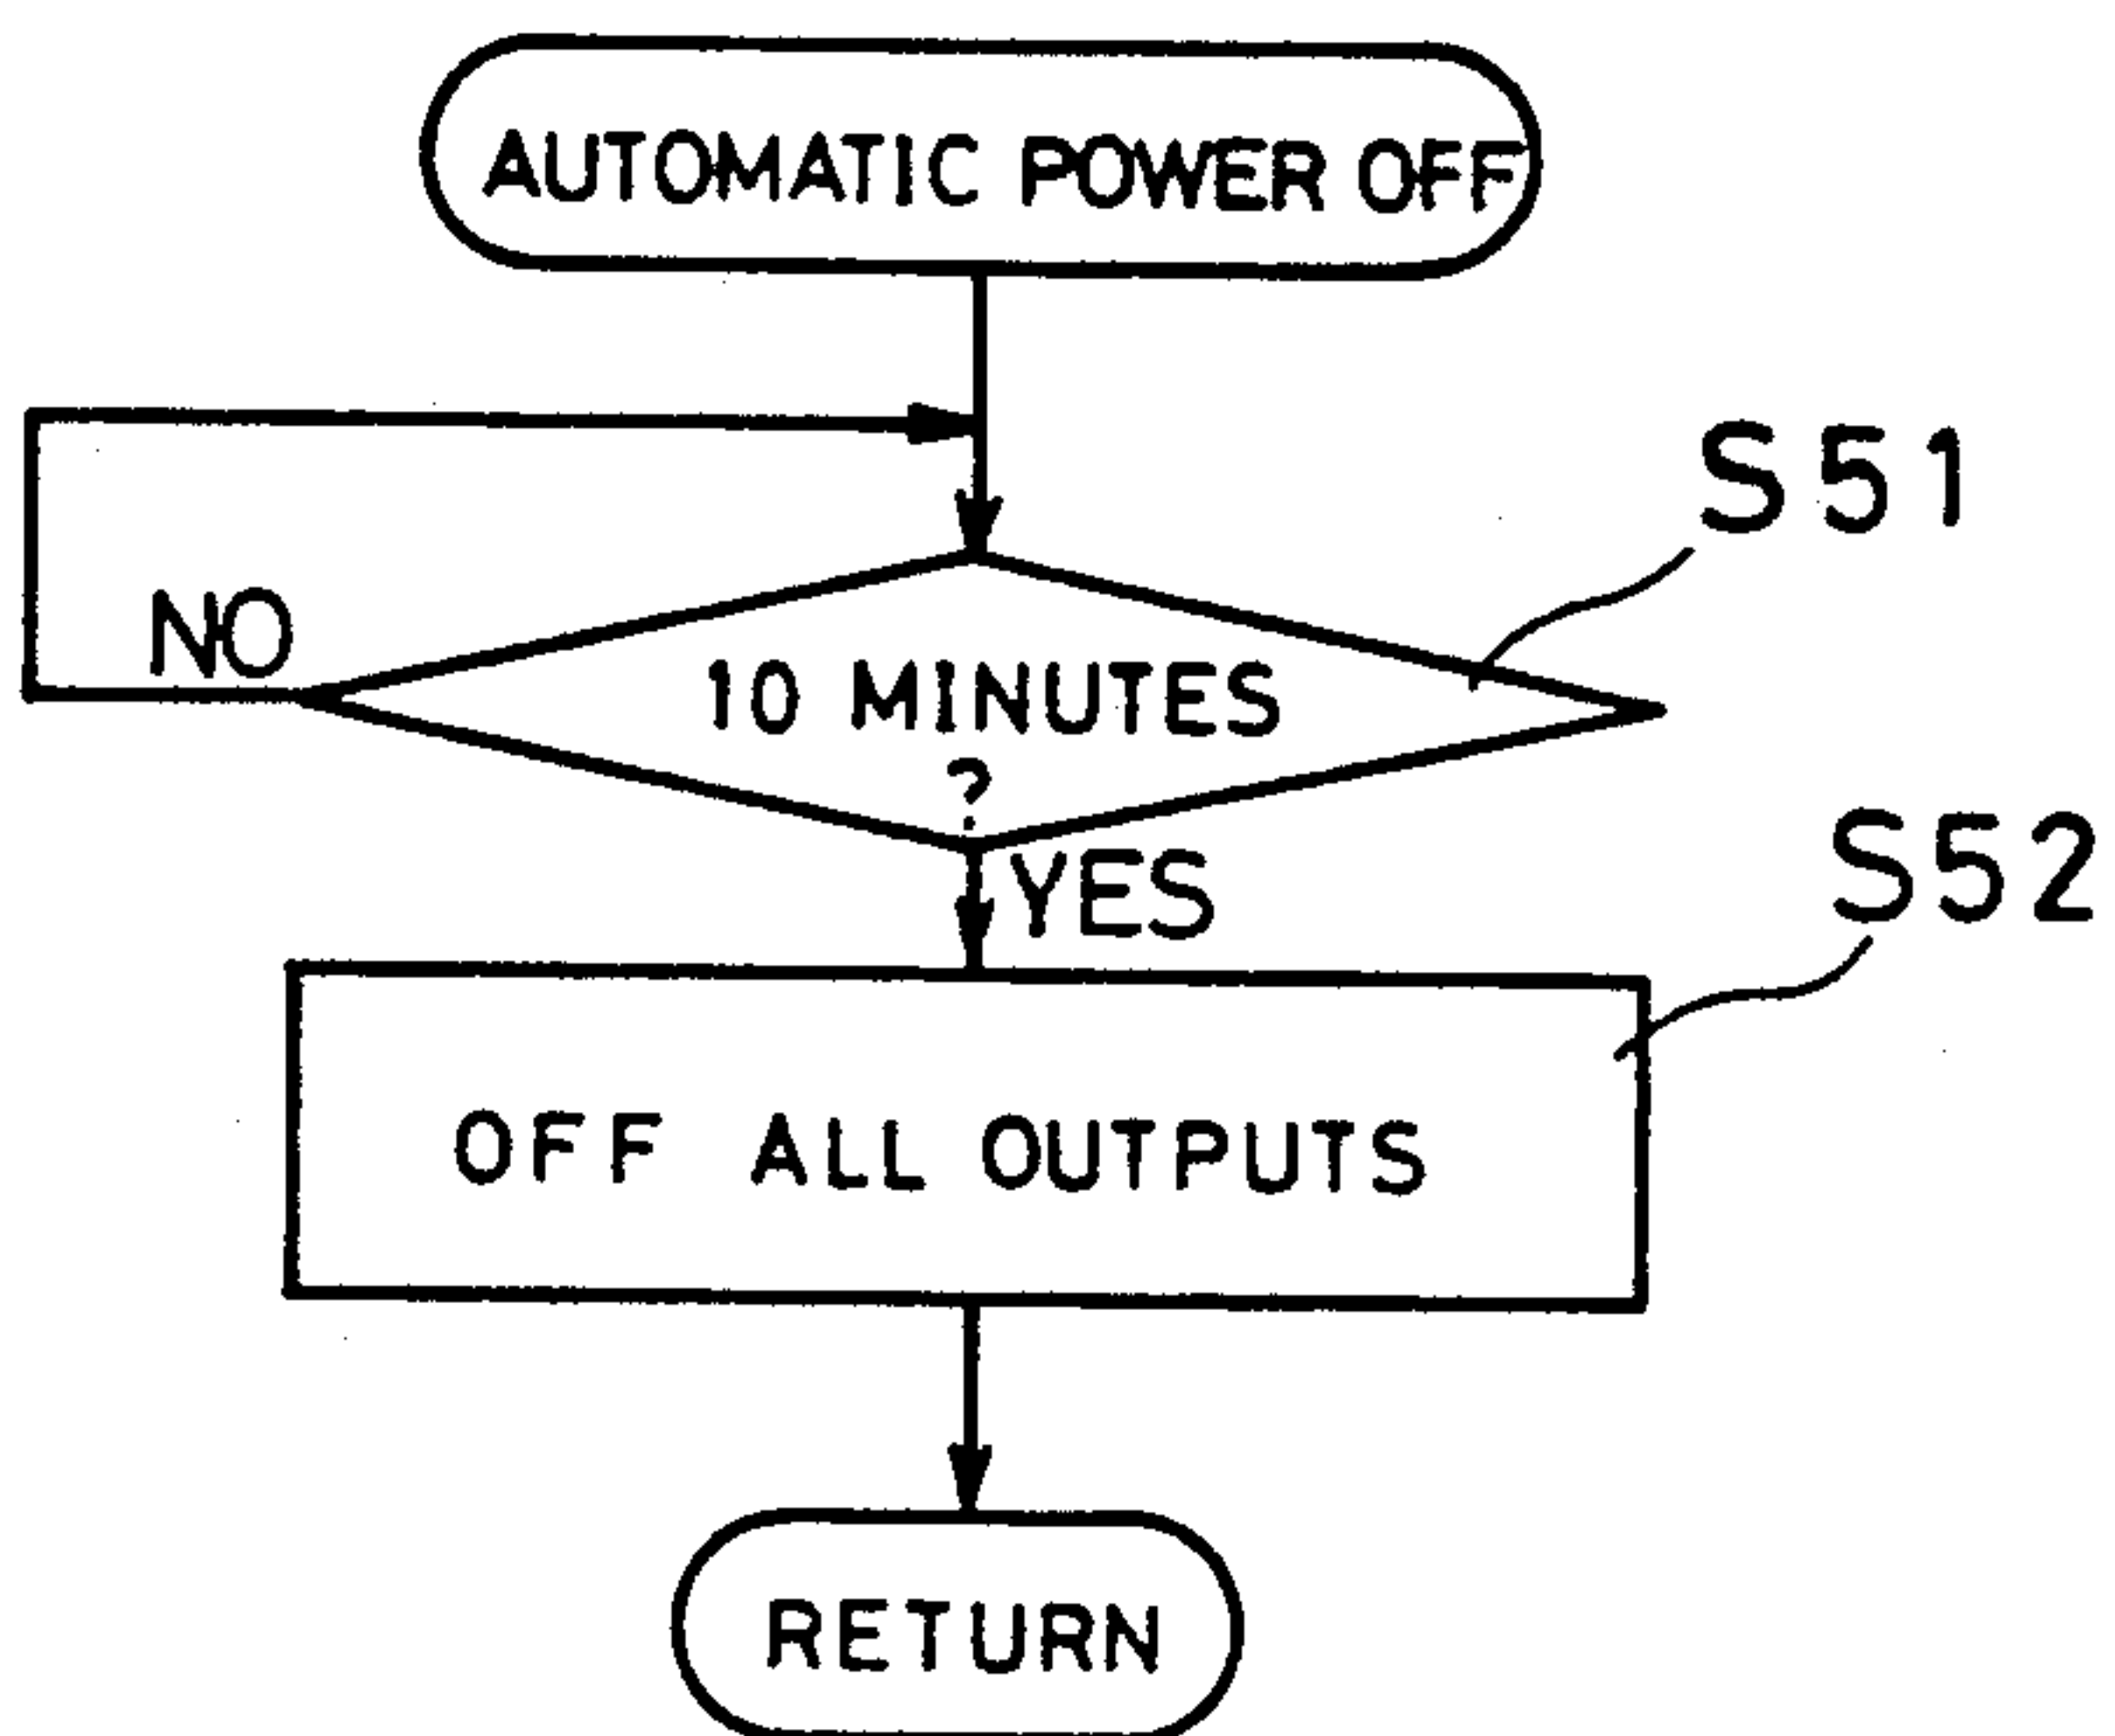 AUTOMATIC POWER OFF
S51
NO
10 MINUTES
?
YES
S52
OFF ALL OUTPUTS
RETURN